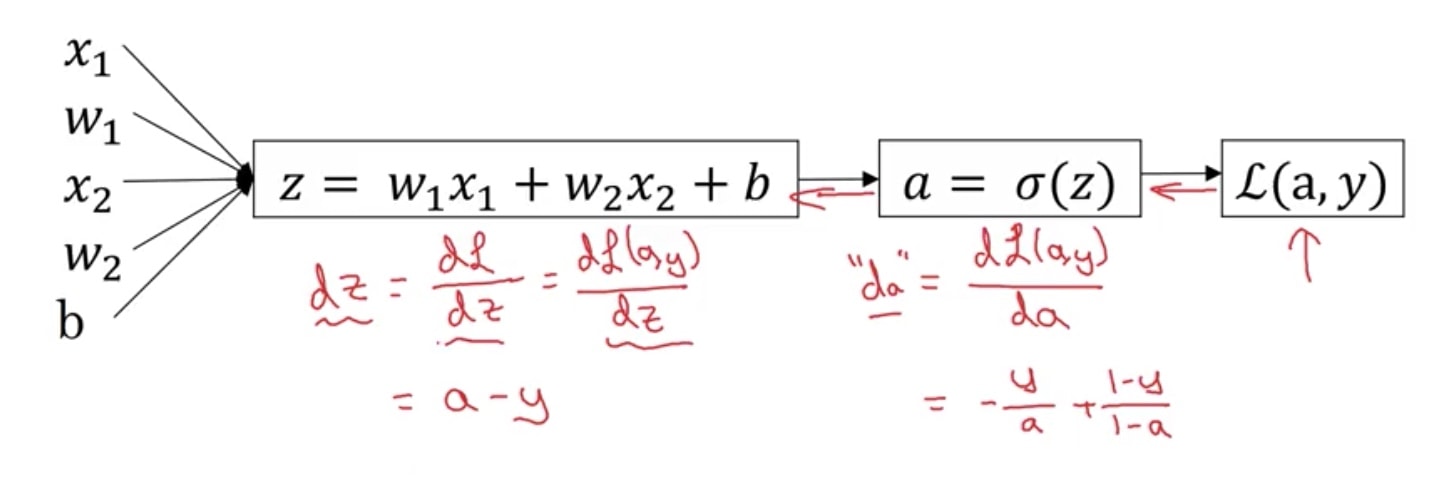 x₁
w₁
x₂
w₂
b
z = w₁x₁ + w₂x₂ + b
a = σ(z)
ℒ(a, y)
dz = dℒ/dz = dℒ(a,y)/dz
= a - y
"da" = dℒ(a,y)/da
= -y/a + 1-y/1-a